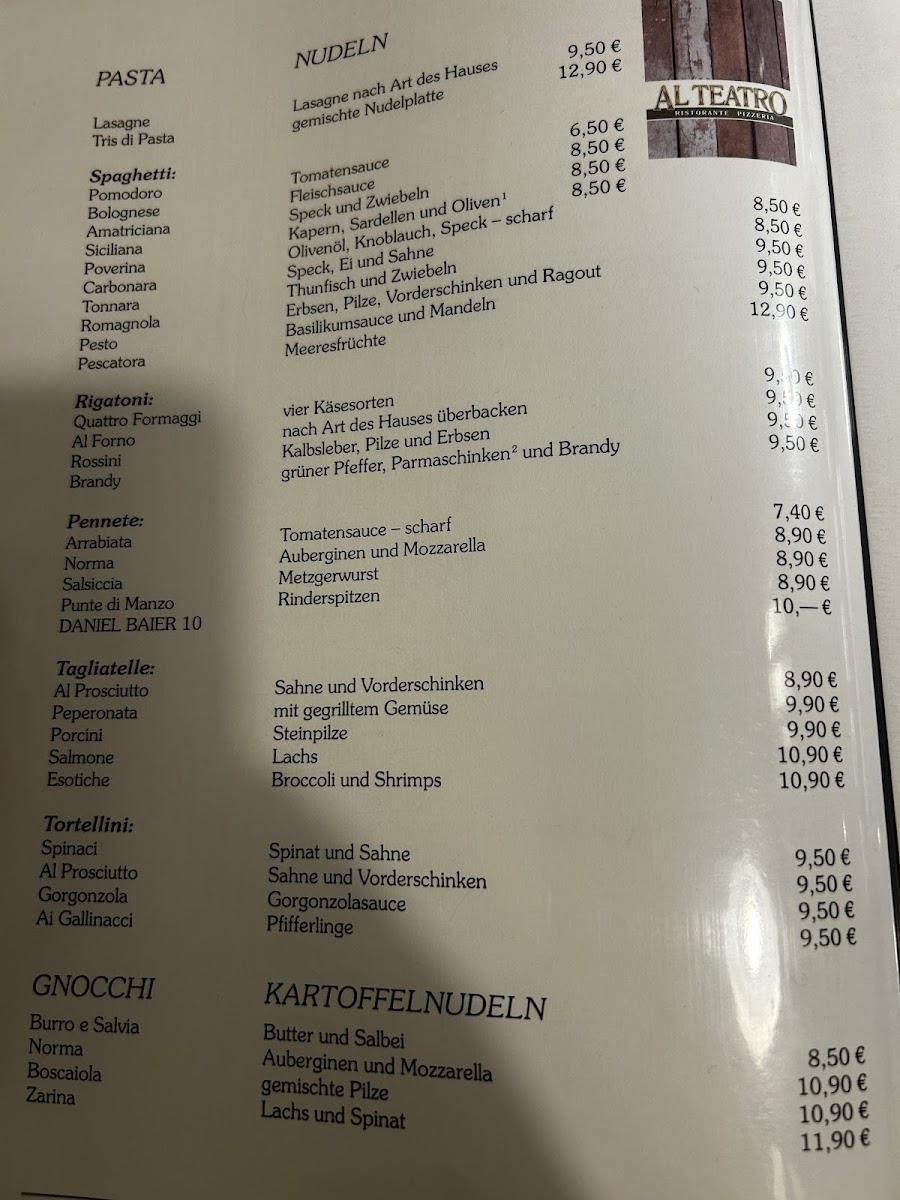 AL TEATRO
RISTORANTE PIZZERIA
PASTA NUDELN
Lasagne Lasagne nach Art des Hauses 9,50 €
Tris di Pasta gemischte Nudelplatte 12,90 €
Spaghetti:
Pomodoro Tomatensauce 6,50 €
Bolognese Fleischsauce 8,50 €
Amatriciana Speck und Zwiebeln 8,50 €
Siciliana Kapern, Sardellen und Oliven¹ 8,50 €
Poverina Olivenöl, Knoblauch, Speck – scharf 8,50 €
Carbonara Speck, Ei und Sahne 8,50 €
Tonnara Thunfisch und Zwiebeln 9,50 €
Romagnola Erbsen, Pilze, Vorderschinken und Ragout 9,50 €
Pesto Basilikumsauce und Mandeln 9,50 €
Pescatora Meeresfrüchte 12,90 €
Rigatoni:
Quattro Formaggi vier Käsesorten 9,50 €
Al Forno nach Art des Hauses überbacken 9,50 €
Rossini Kalbsleber, Pilze und Erbsen 9,50 €
Brandy grüner Pfeffer, Parmaschinken² und Brandy 9,50 €
Pennete:
Arrabiata Tomatensauce – scharf 7,40 €
Norma Auberginen und Mozzarella 8,90 €
Salsiccia Metzgerwurst 8,90 €
Punte di Manzo Rinderspitzen 8,90 €
DANIEL BAIER 10 10,— €
Tagliatelle:
Al Prosciutto Sahne und Vorderschinken 8,90 €
Peperonata mit gegrilltem Gemüse 9,90 €
Porcini Steinpilze 9,90 €
Salmone Lachs 10,90 €
Esotiche Broccoli und Shrimps 10,90 €
Tortellini:
Spinaci Spinat und Sahne 9,50 €
Al Prosciutto Sahne und Vorderschinken 9,50 €
Gorgonzola Gorgonzolasauce 9,50 €
Ai Gallinacci Pfifferlinge 9,50 €
GNOCCHI KARTOFFELNUDELN
Burro e Salvia Butter und Salbei 8,50 €
Norma Auberginen und Mozzarella 10,90 €
Boscaiola gemischte Pilze 10,90 €
Zarina Lachs und Spinat 11,90 €